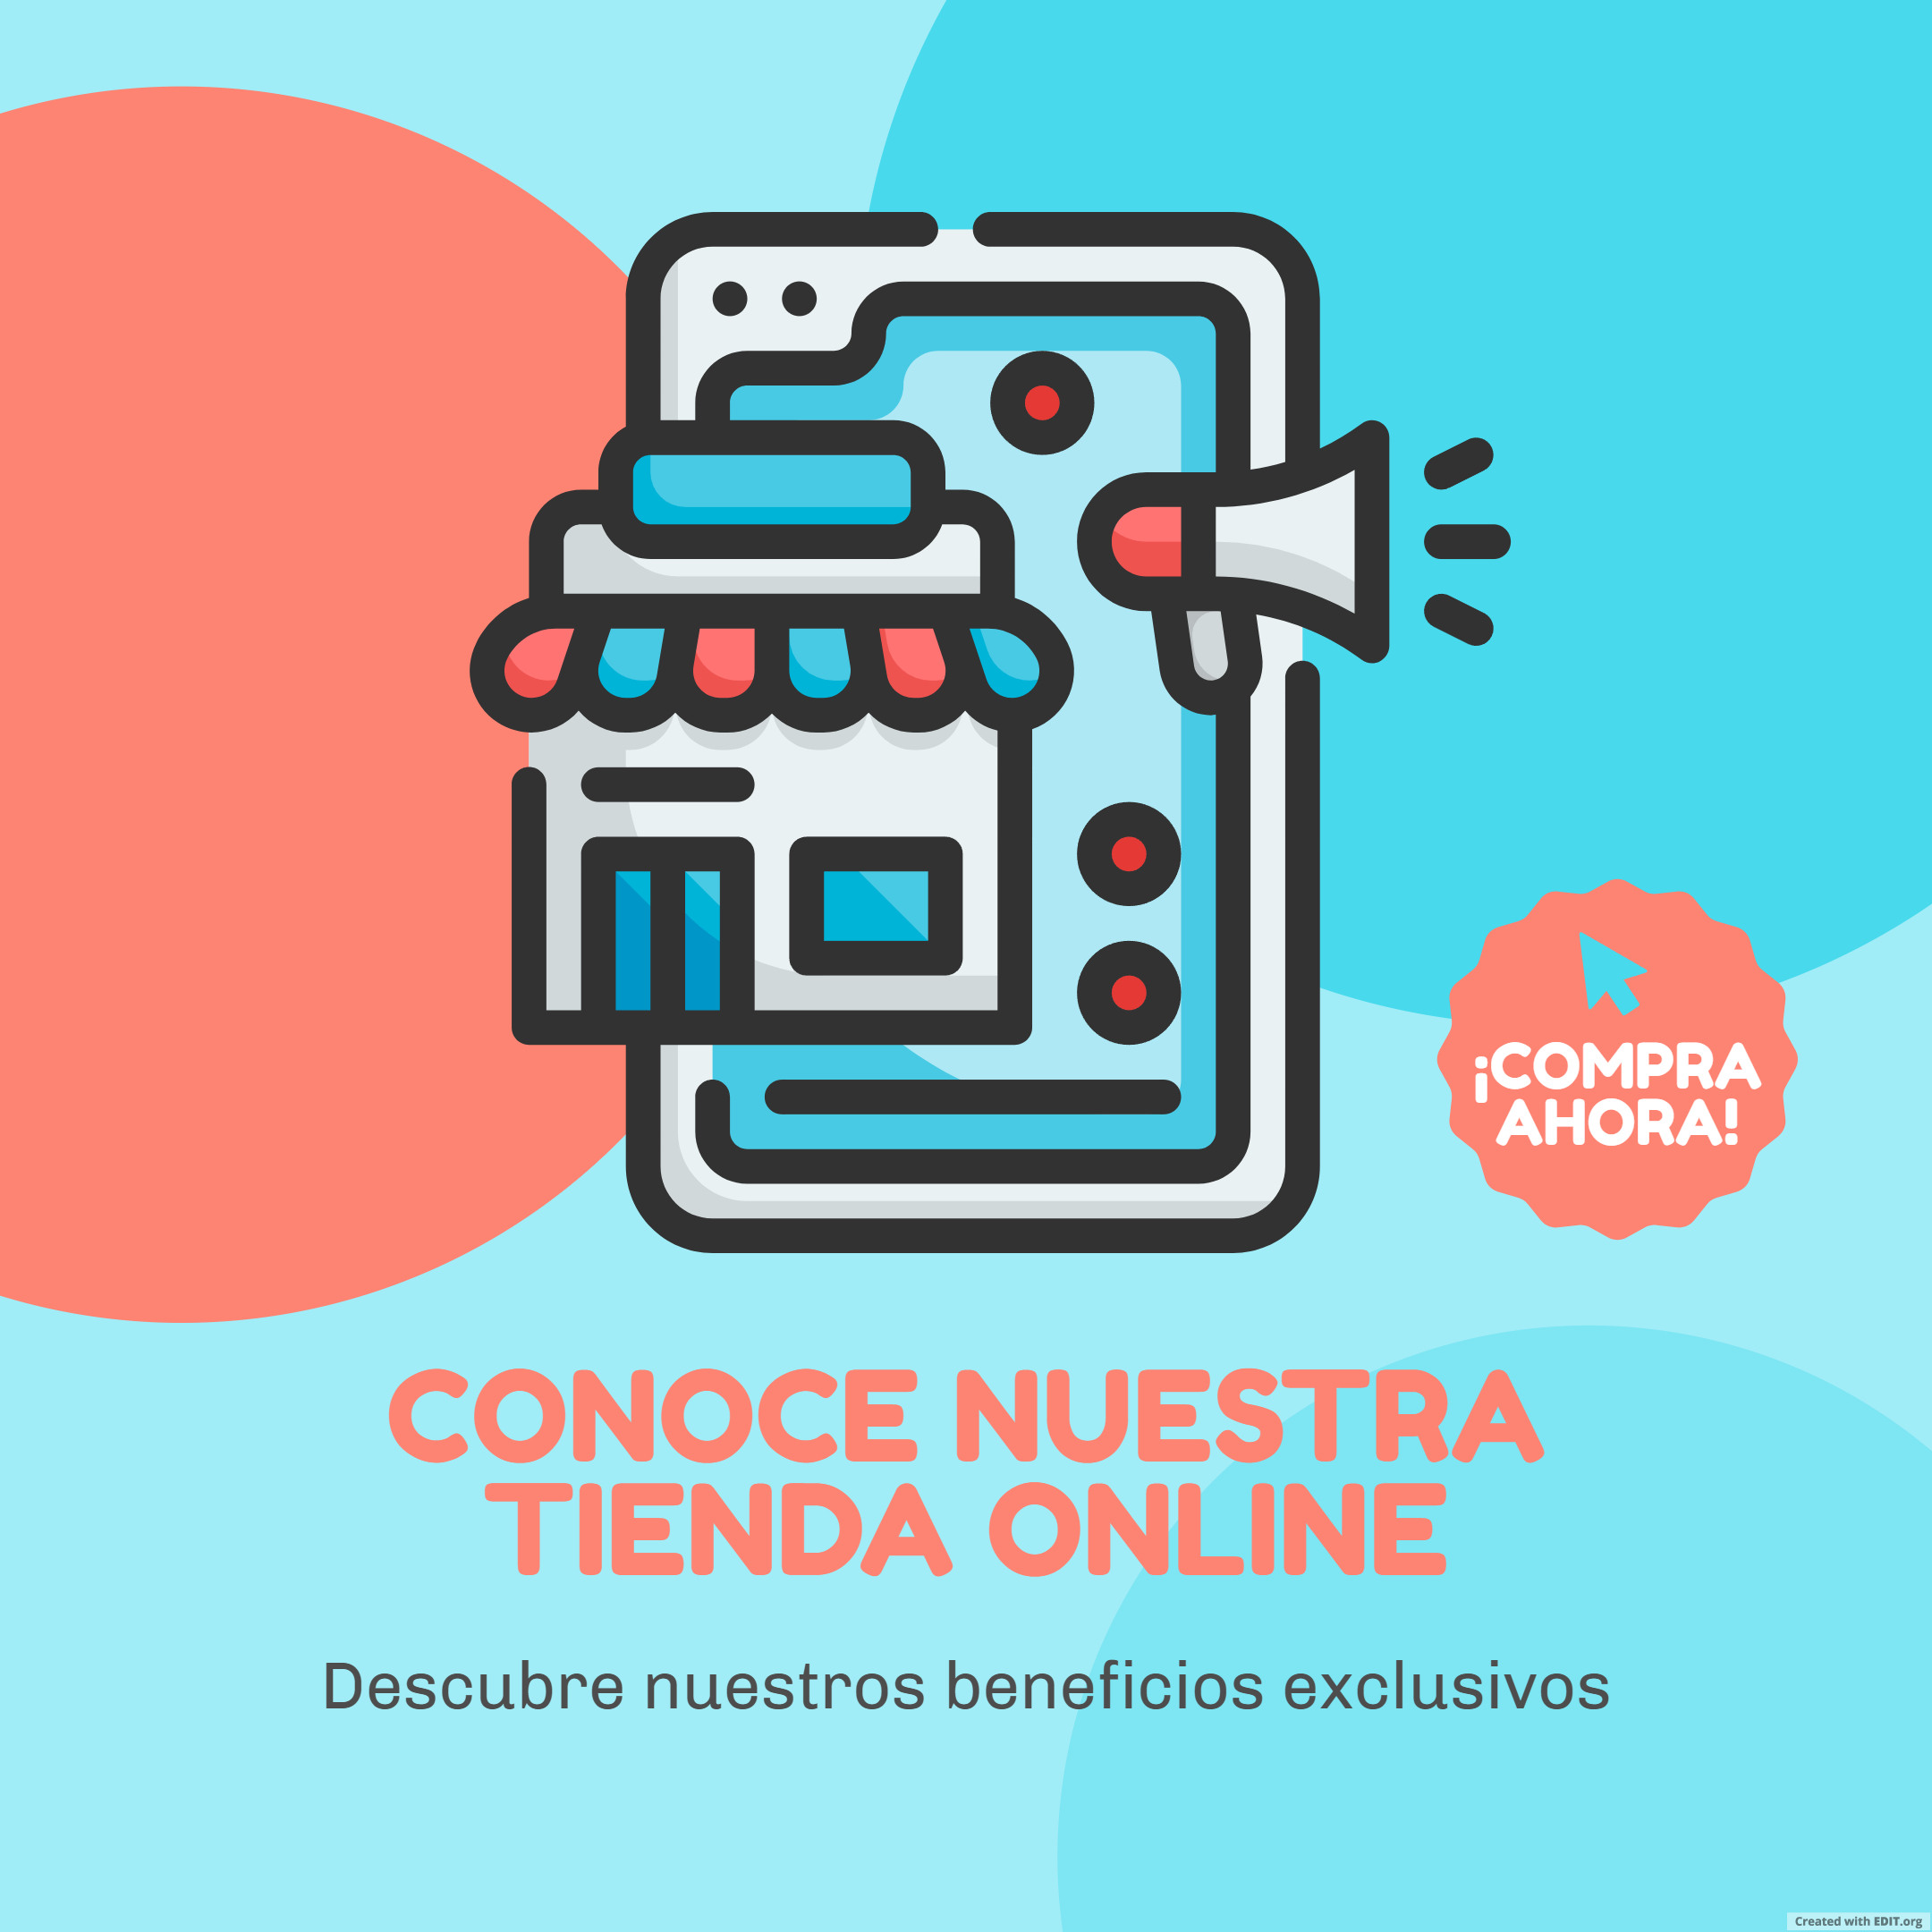 ¡COMPRA
AHORA!
CONOCE NUESTRA
TIENDA ONLINE
Descubre nuestros beneficios exclusivos
Created with EDIT.org